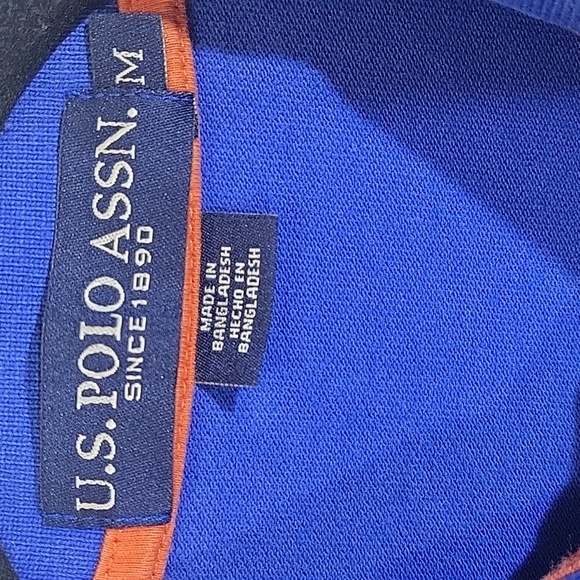 M
U.S. POLO ASSN.
SINCE 1890
MADE IN
BANGLADESH
HECHO EN
BANGLADESH